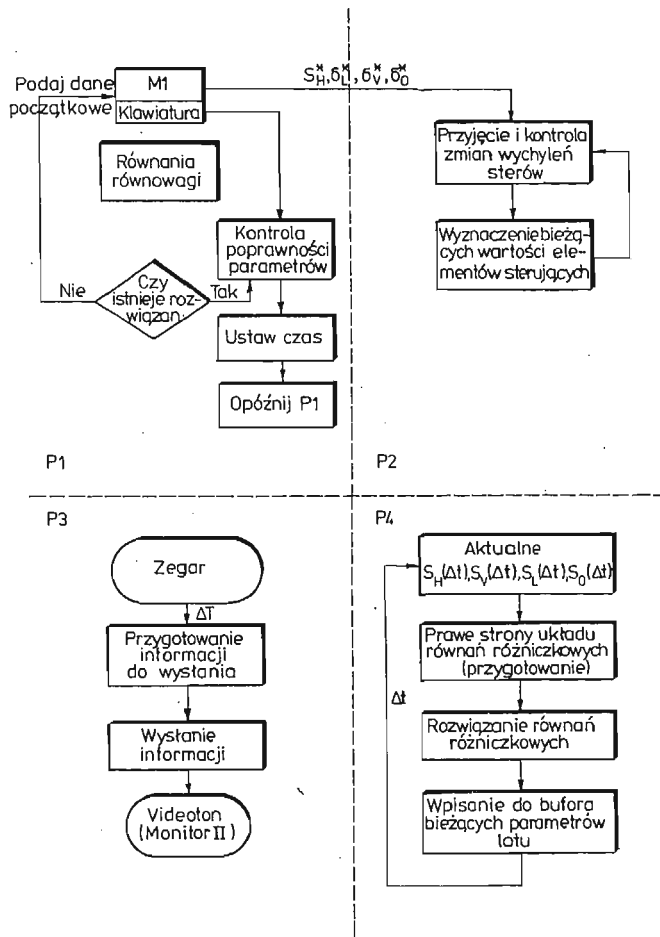 Podaj dane
początkowe
M1
Klawiatura
S*H, δ*L, δ*V, δ*O
Równania
równowagi
Kontrola
poprawności
parametrów
Czy
istnieje roz-
wiązan.
Nie
Tak
Ustaw czas
Opóźnij P1
P1
Przyjęcie i kontrola
zmian wychyleń
sterów
Wyznaczenie bieżą-
cych wartości ele-
mentów sterujących
P2
P3
Zegar
ΔT
Przygotowanie
informacji
do wysłania
Wysłanie
informacji
Videoton
(Monitor II)
P4
Aktualne
SH(Δt), SV(Δt), SL(Δt), SO(Δt)
Prawe strony układu
równań różniczkowych
(przygotowanie)
Δt
Rozwiązanie równań
różniczkowych
Wpisanie do bufora
bieżących parametrów
lotu